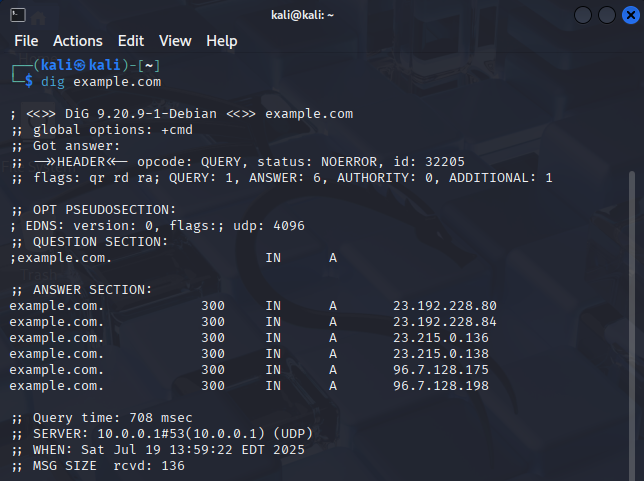 kali@kali: ~
File Actions Edit View Help
┌──(kali㉿kali)-[~]
└─$ dig example.com
; <<>> DiG 9.20.9-1-Debian <<>> example.com
;; global options: +cmd
;; Got answer:
;; ->>HEADER<<- opcode: QUERY, status: NOERROR, id: 32205
;; flags: qr rd ra; QUERY: 1, ANSWER: 6, AUTHORITY: 0, ADDITIONAL: 1
;; OPT PSEUDOSECTION:
; EDNS: version: 0, flags:; udp: 4096
;; QUESTION SECTION:
;example.com. IN A
;; ANSWER SECTION:
example.com. 300 IN A 23.192.228.80
example.com. 300 IN A 23.192.228.84
example.com. 300 IN A 23.215.0.136
example.com. 300 IN A 23.215.0.138
example.com. 300 IN A 96.7.128.175
example.com. 300 IN A 96.7.128.198
;; Query time: 708 msec
;; SERVER: 10.0.0.1#53(10.0.0.1) (UDP)
;; WHEN: Sat Jul 19 13:59:22 EDT 2025
;; MSG SIZE rcvd: 136